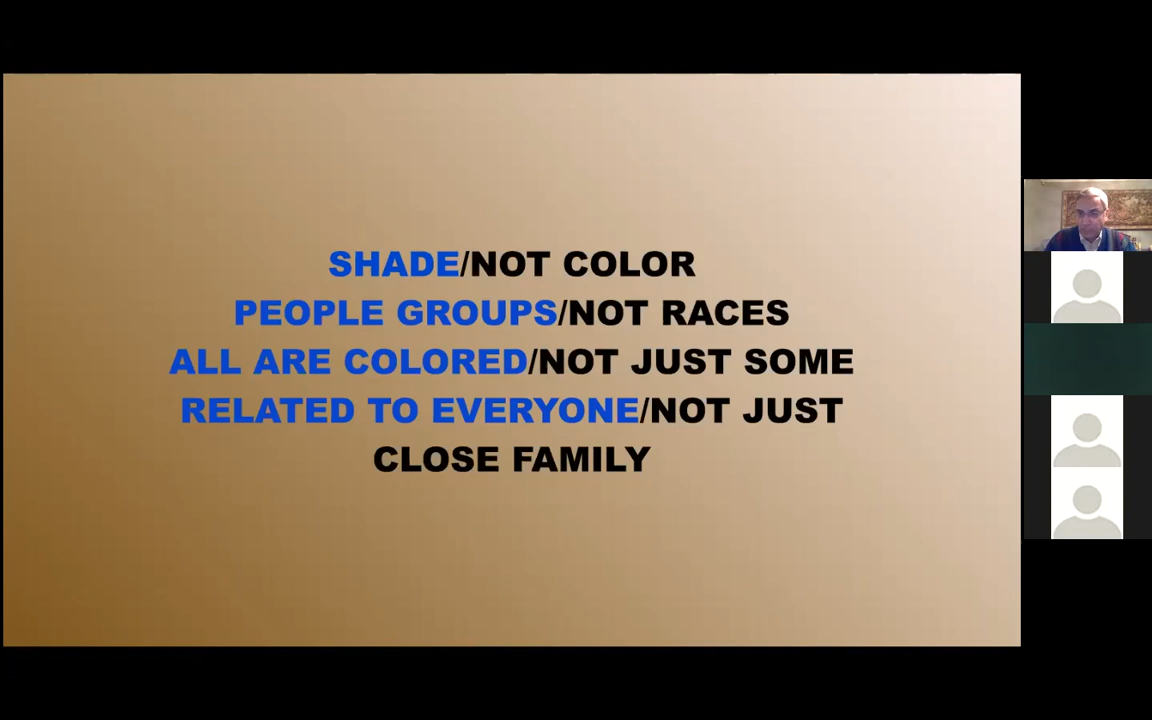 SHADE/NOT COLOR
PEOPLE GROUPS/NOT RACES
ALL ARE COLORED/NOT JUST SOME
RELATED TO EVERYONE/NOT JUST
CLOSE FAMILY